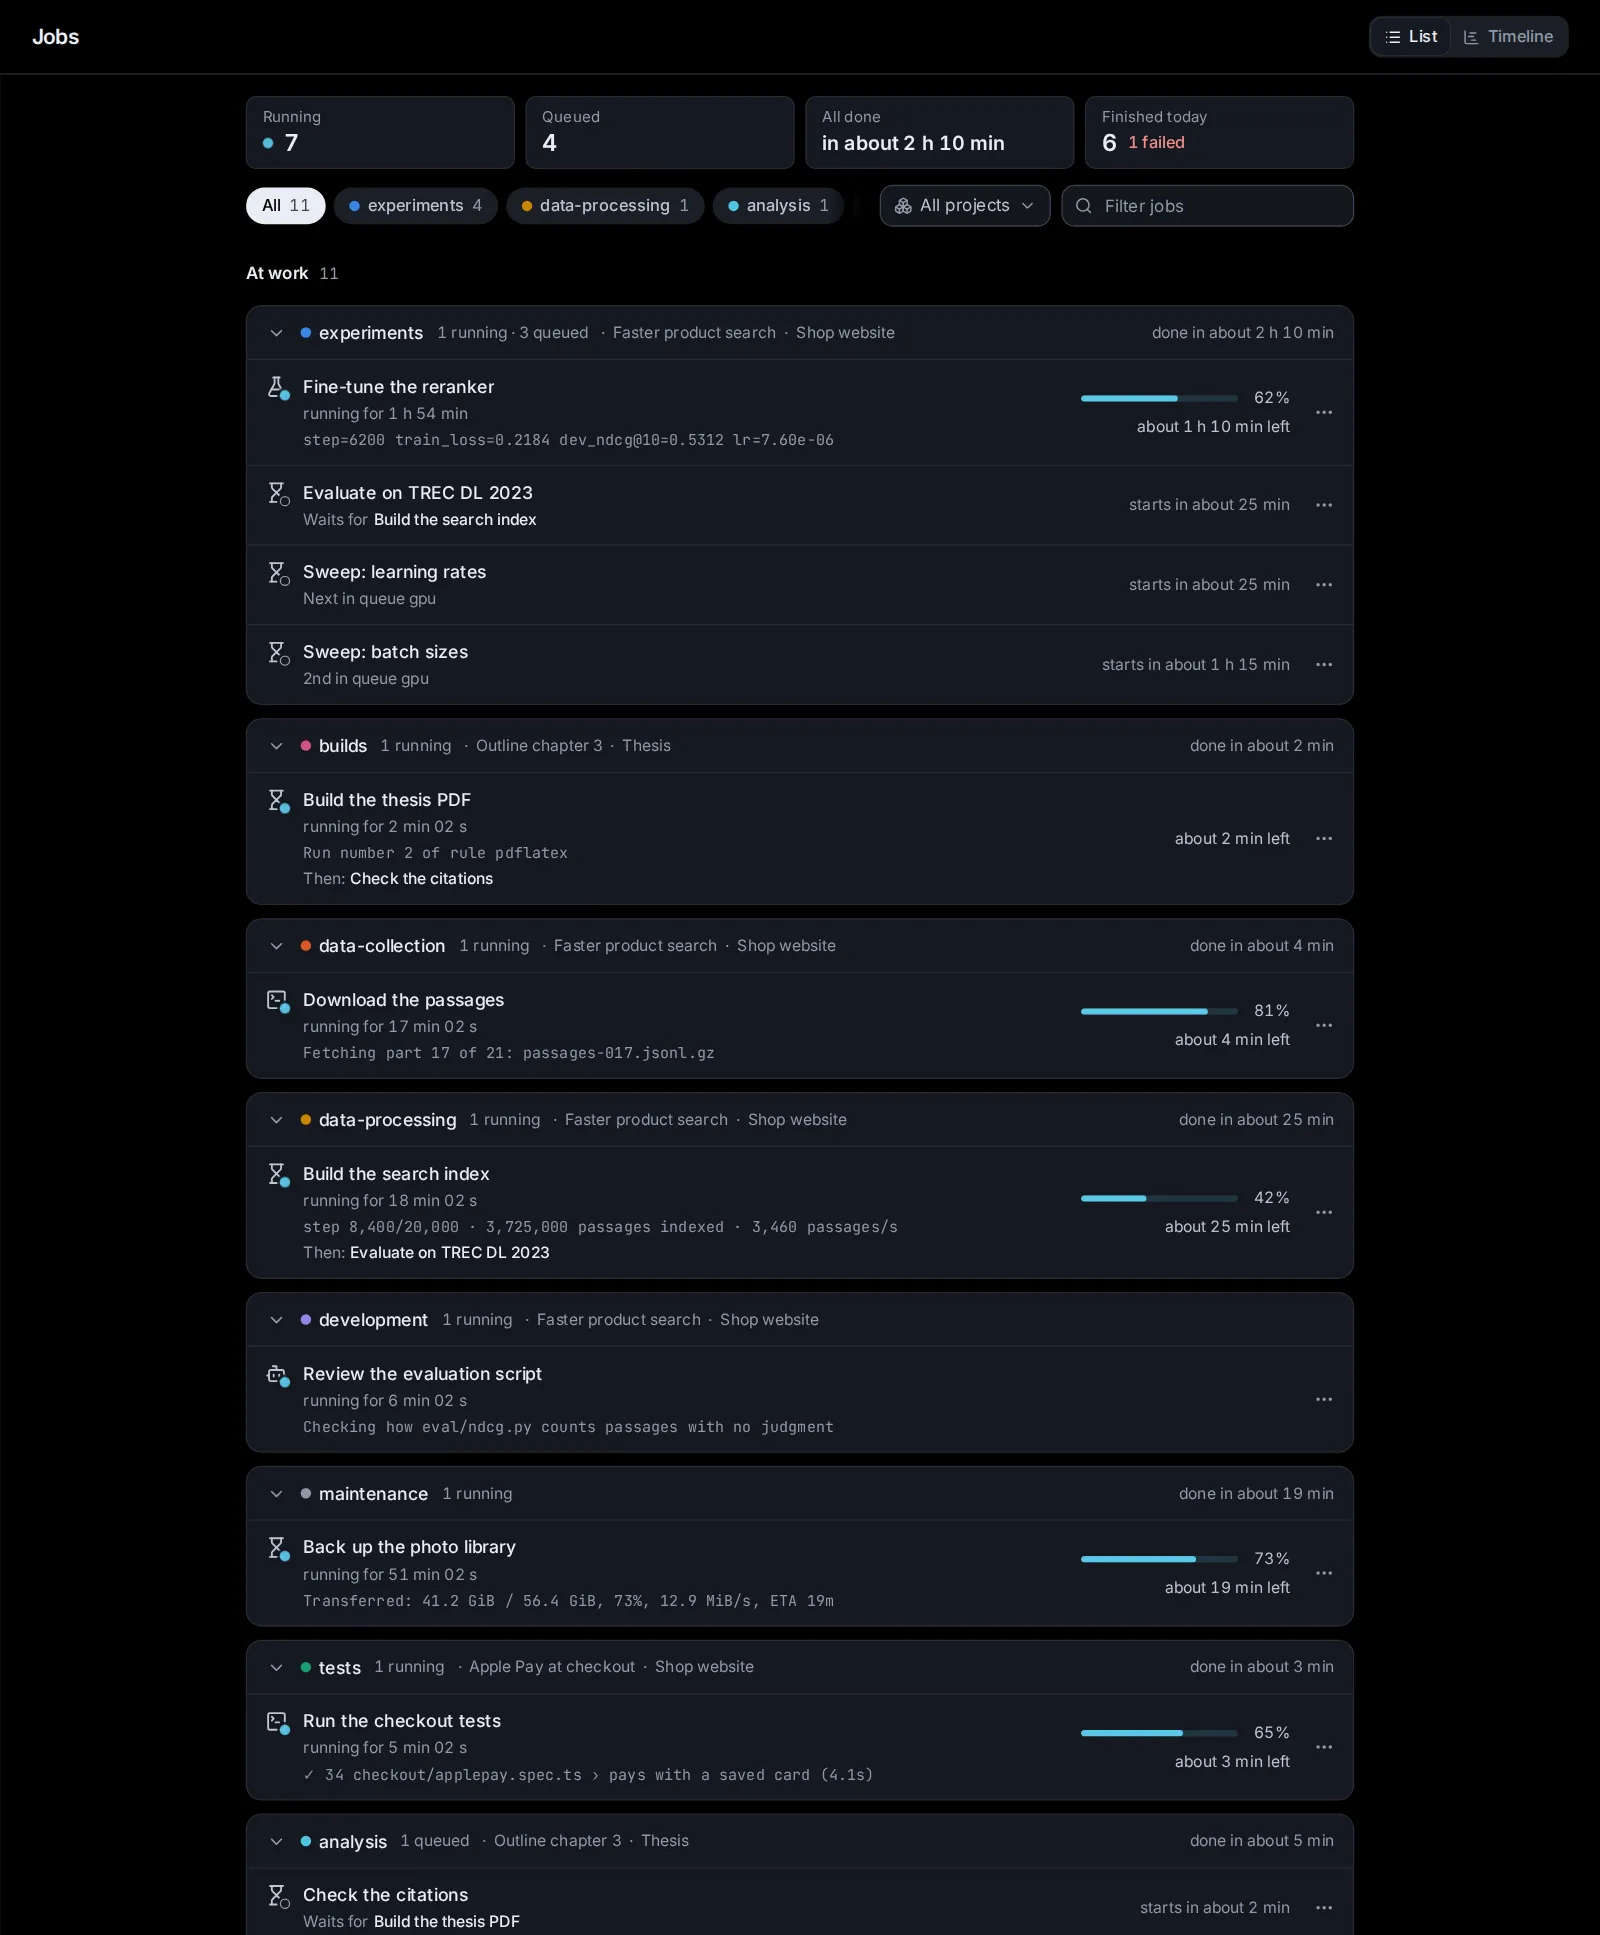 Jobs
List
Timeline
Running
7
Queued
4
All done
in about 2 h 10 min
Finished today
6 1 failed
All 11
experiments 4
data-processing 1
analysis 1
All projects
Filter jobs
At work 11
experiments 1 running · 3 queued · Faster product search · Shop website
done in about 2 h 10 min
Fine-tune the reranker
running for 1 h 54 min
step=6200 train_loss=0.2184 dev_ndcg@10=0.5312 lr=7.60e-06
62%
about 1 h 10 min left
Evaluate on TREC DL 2023
Waits for Build the search index
starts in about 25 min
Sweep: learning rates
Next in queue gpu
starts in about 25 min
Sweep: batch sizes
2nd in queue gpu
starts in about 1 h 15 min
builds 1 running · Outline chapter 3 · Thesis
done in about 2 min
Build the thesis PDF
running for 2 min 02 s
Run number 2 of rule pdflatex
Then: Check the citations
about 2 min left
data-collection 1 running · Faster product search · Shop website
done in about 4 min
Download the passages
running for 17 min 02 s
Fetching part 17 of 21: passages-017.jsonl.gz
81%
about 4 min left
data-processing 1 running · Faster product search · Shop website
done in about 25 min
Build the search index
running for 18 min 02 s
step 8,400/20,000 · 3,725,000 passages indexed · 3,460 passages/s
Then: Evaluate on TREC DL 2023
42%
about 25 min left
development 1 running · Faster product search · Shop website
Review the evaluation script
running for 6 min 02 s
Checking how eval/ndcg.py counts passages with no judgment
maintenance 1 running
done in about 19 min
Back up the photo library
running for 51 min 02 s
Transferred: 41.2 GiB / 56.4 GiB, 73%, 12.9 MiB/s, ETA 19m
73%
about 19 min left
tests 1 running · Apple Pay at checkout · Shop website
done in about 3 min
Run the checkout tests
running for 5 min 02 s
✓ 34 checkout/applepay.spec.ts › pays with a saved card (4.1s)
65%
about 3 min left
analysis 1 queued · Outline chapter 3 · Thesis
done in about 5 min
Check the citations
Waits for Build the thesis PDF
starts in about 2 min